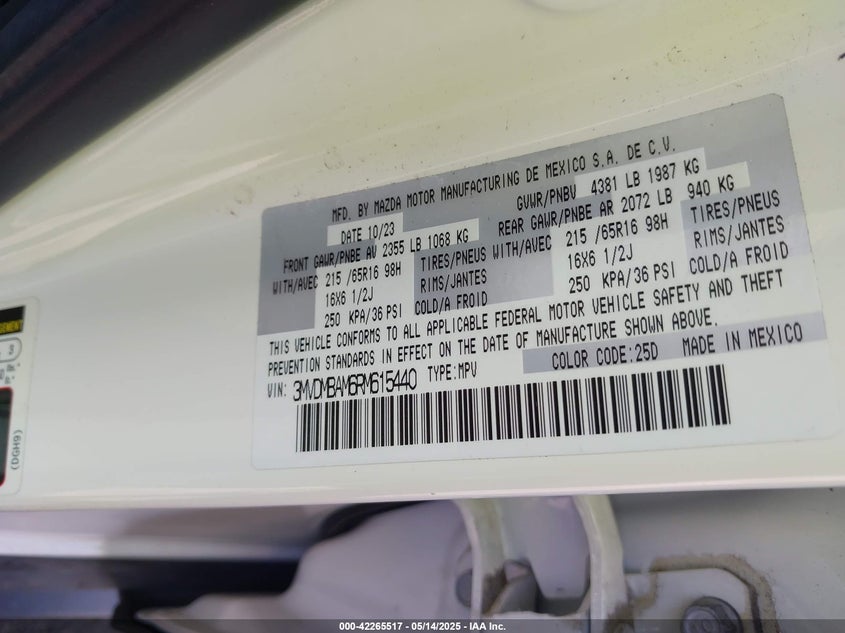 MFD. BY MAZDA MOTOR MANUFACTURING DE MEXICO S.A. DE C.V.
DATE 10/23 GVWR/PNBV 4381 LB 1987 KG
FRONT GAWR/PNBE AV 2355 LB 1068 KG REAR GAWR/PNBE AR 2072 LB 940 KG
WITH/AVEC 215 /65R16 98H TIRES/PNEUS WITH/AVEC 215 /65R16 98H TIRES/PNEUS
16X6 1/2J RIMS/JANTES 16X6 1/2J RIMS/JANTES
250 KPA/36 PSI COLD/A FROID 250 KPA/36 PSI COLD/A FROID
THIS VEHICLE CONFORMS TO ALL APPLICABLE FEDERAL MOTOR VEHICLE SAFETY AND THEFT
PREVENTION STANDARDS IN EFFECT ON THE DATE OF MANUFACTURE SHOWN ABOVE.
COLOR CODE:25D MADE IN MEXICO
VIN: 3MVDMBAM6RM615440 TYPE:MPV
(DGH9)
000-42265517 - 05/14/2025 - IAA Inc.